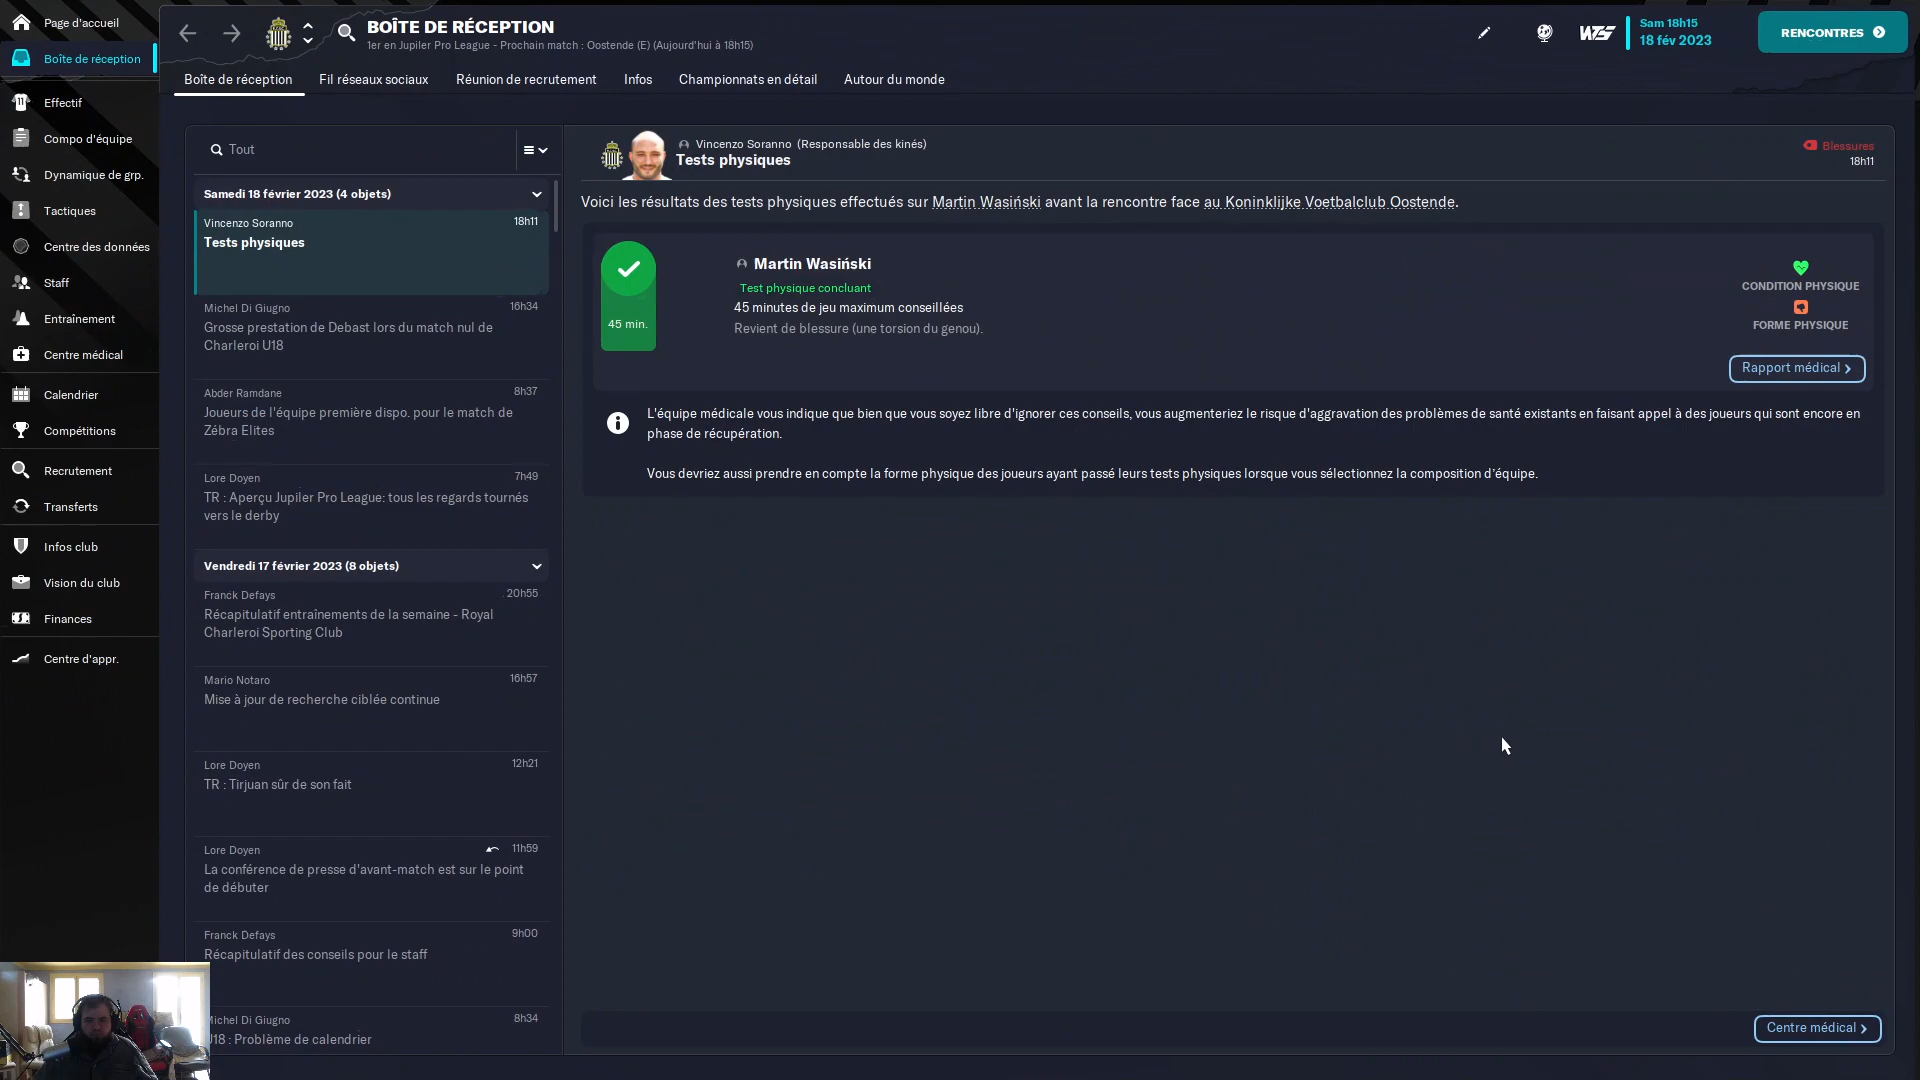 Page d'accueil
Boîte de réception
Effectif
Compo d'équipe
Dynamique de grp.
Tactiques
Centre des données
Staff
Entraînement
Centre médical
Calendrier
Compétitions
Recrutement
Transferts
Infos club
Vision du club
Finances
Centre d'appr.
BOÎTE DE RÉCEPTION
1er en Jupiler Pro League - Prochain match : Oostende (E) (Aujourd'hui à 18h15)
Sam 18h15
18 fév 2023
RENCONTRES
Boîte de réception
Fil réseaux sociaux
Réunion de recrutement
Infos
Championnats en détail
Autour du monde
Tout
Samedi 18 février 2023 (4 objets)
Vincenzo Soranno 18h11
Tests physiques
Michel Di Giugno 16h34
Grosse prestation de Debast lors du match nul de
Charleroi U18
Abder Ramdane 8h37
Joueurs de l'équipe première dispo. pour le match de
Zébra Elites
Lore Doyen 7h49
TR : Aperçu Jupiler Pro League: tous les regards tournés
vers le derby
Vendredi 17 février 2023 (8 objets)
Franck Defays 20h55
Récapitulatif entraînements de la semaine - Royal
Charleroi Sporting Club
Mario Notaro 16h57
Mise à jour de recherche ciblée continue
Lore Doyen 12h21
TR : Tirjuan sûr de son fait
Lore Doyen 11h59
La conférence de presse d'avant-match est sur le point
de débuter
Franck Defays 9h00
Récapitulatif des conseils pour le staff
Michel Di Giugno 8h34
U18 : Problème de calendrier
Vincenzo Soranno (Responsable des kinés)
Tests physiques
Blessures
18h11
Voici les résultats des tests physiques effectués sur Martin Wasiński avant la rencontre face au Koninklijke Voetbalclub Oostende.
45 min.
Martin Wasiński
Test physique concluant
45 minutes de jeu maximum conseillées
Revient de blessure (une torsion du genou).
CONDITION PHYSIQUE
FORME PHYSIQUE
Rapport médical
L'équipe médicale vous indique que bien que vous soyez libre d'ignorer ces conseils, vous augmenteriez le risque d'aggravation des problèmes de santé existants en faisant appel à des joueurs qui sont encore en
phase de récupération.
Vous devriez aussi prendre en compte la forme physique des joueurs ayant passé leurs tests physiques lorsque vous sélectionnez la composition d'équipe.
Centre médical